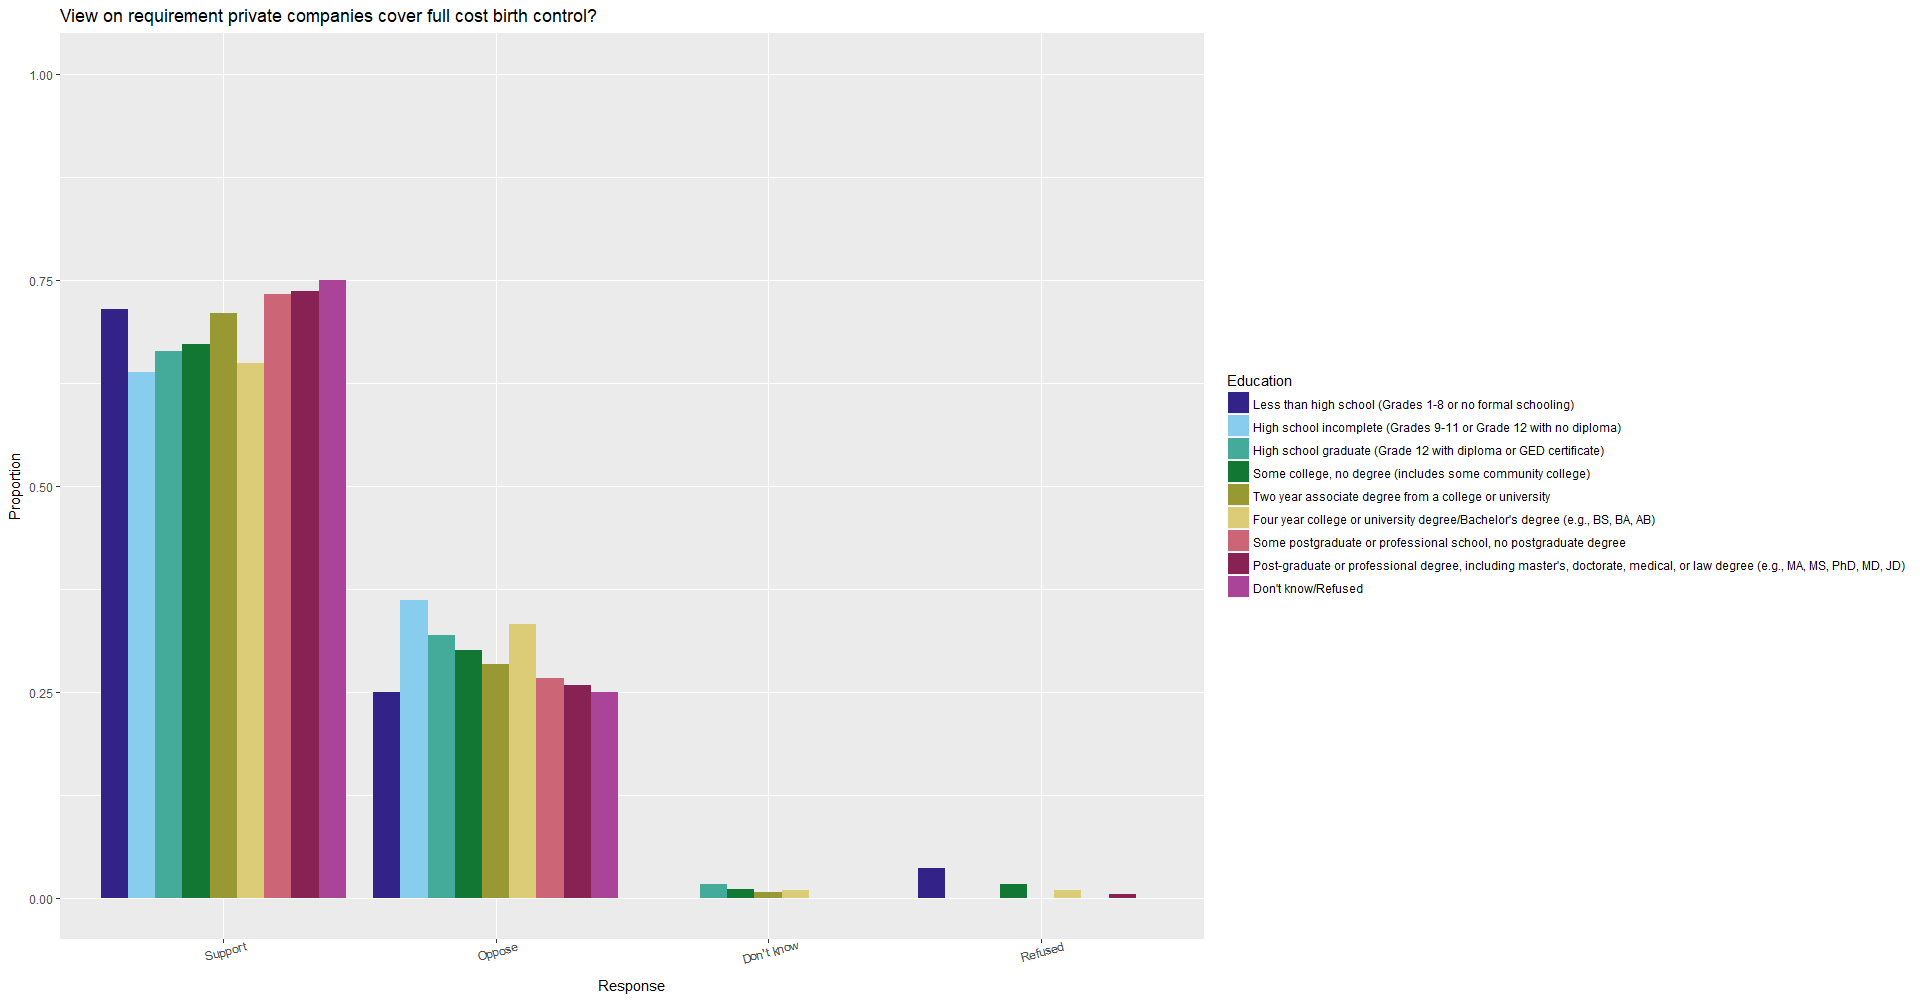 View on requirement private companies cover full cost birth control?
1.00
0.75
0.50
0.25
0.00
Proportion
Support
Oppose
Don't know
Refused
Response
Education
Less than high school (Grades 1-8 or no formal schooling)
High school incomplete (Grades 9-11 or Grade 12 with no diploma)
High school graduate (Grade 12 with diploma or GED certificate)
Some college, no degree (includes some community college)
Two year associate degree from a college or university
Four year college or university degree/Bachelor's degree (e.g., BS, BA, AB)
Some postgraduate or professional school, no postgraduate degree
Post-graduate or professional degree, including master's, doctorate, medical, or law degree (e.g., MA, MS, PhD, MD, JD)
Don't know/Refused